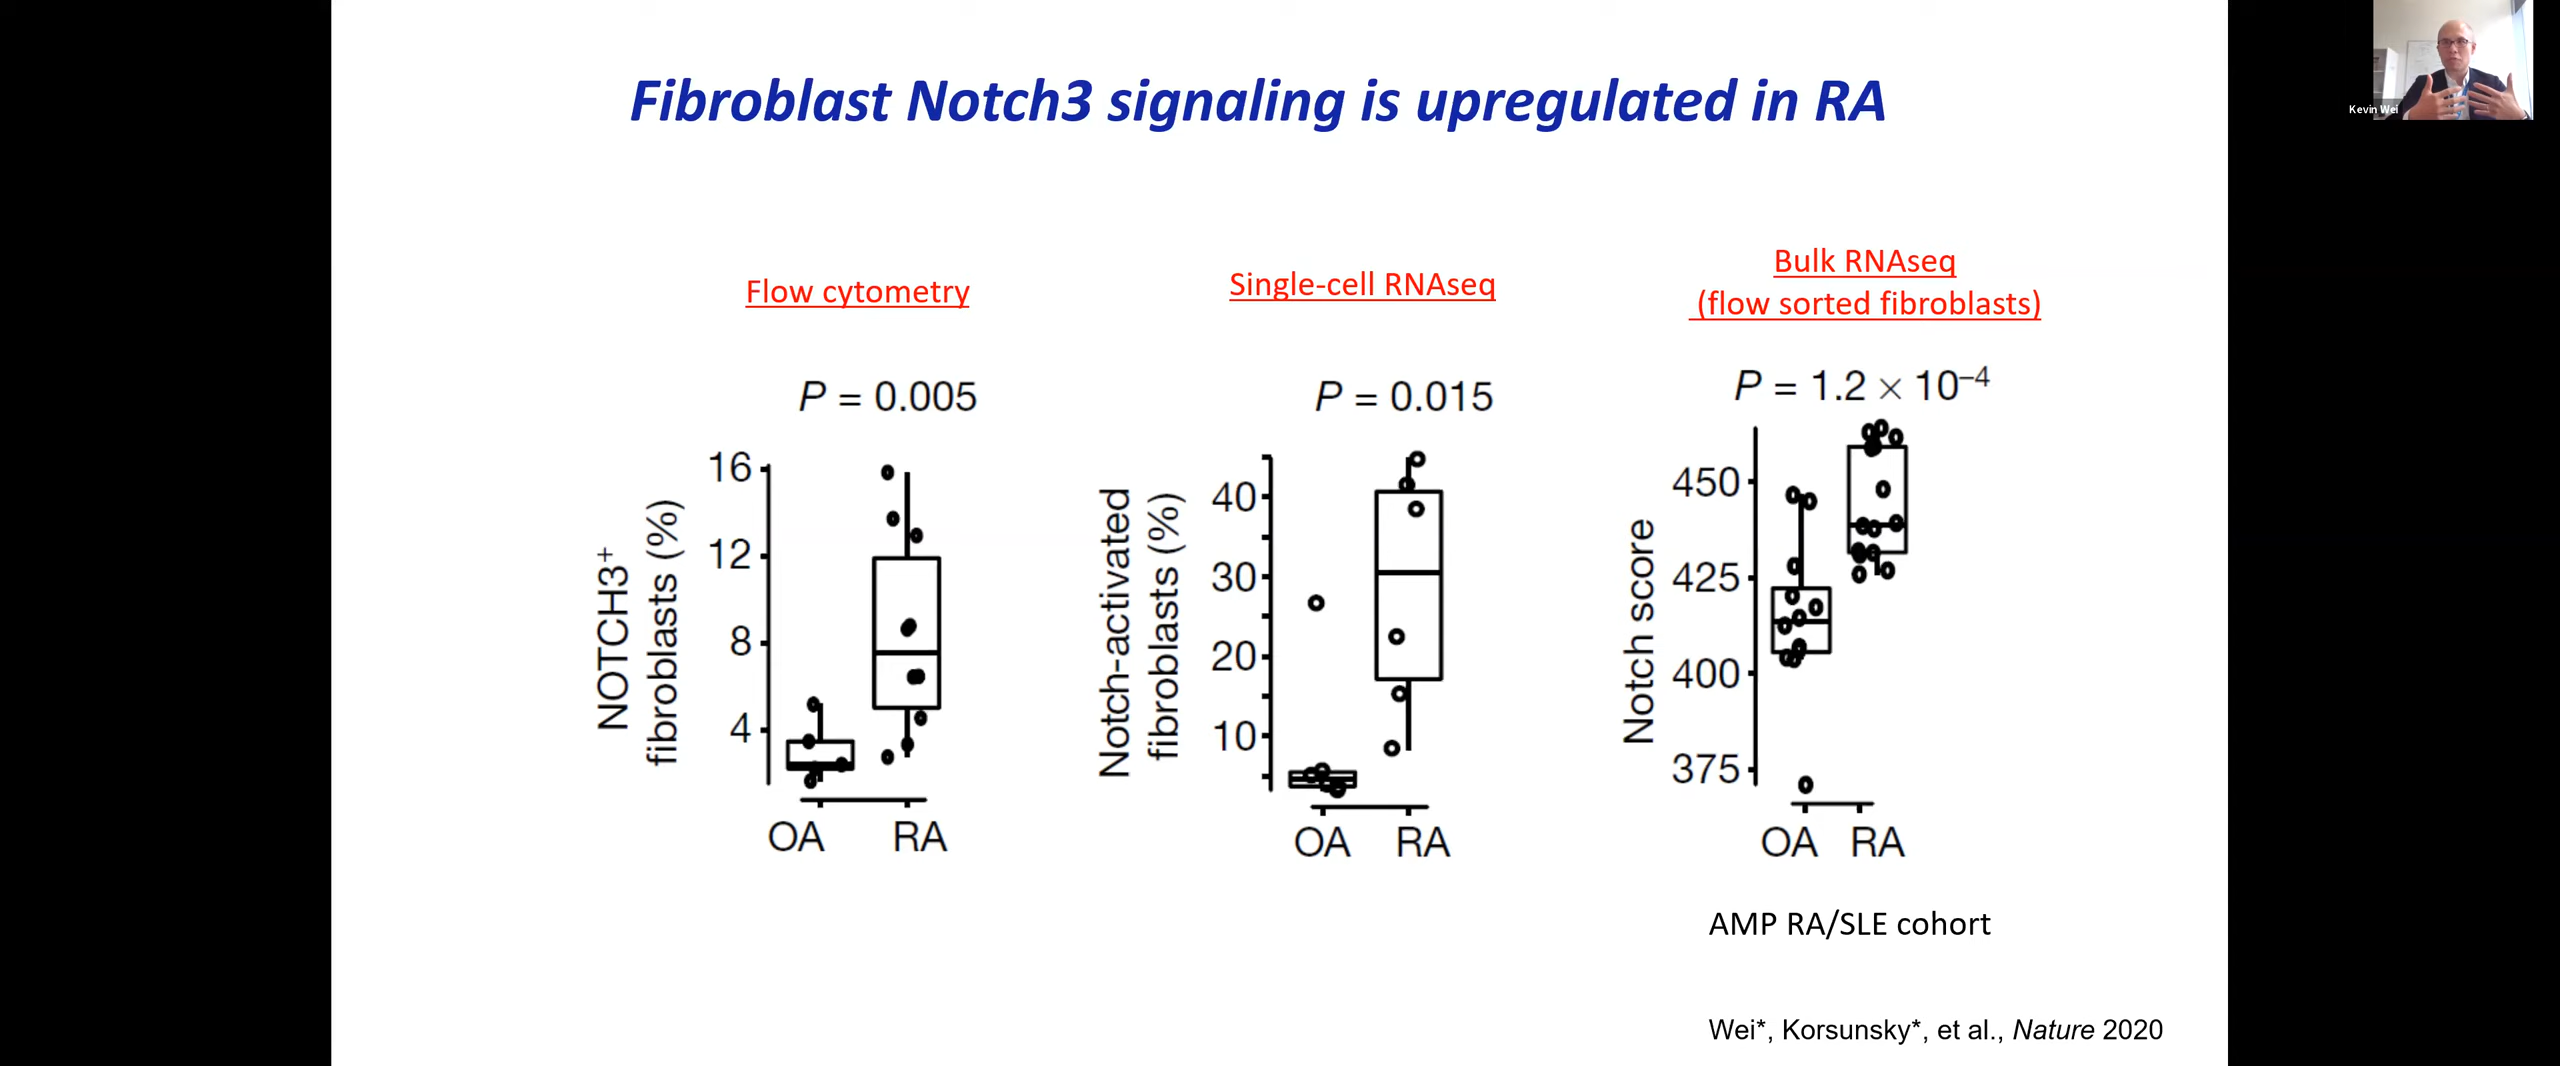 Fibroblast Notch3 signaling is upregulated in RA
Kevin Wei
Flow cytometry
P = 0.005
NOTCH3⁺
fibroblasts (%)
16
12
8
4
OA RA
Single-cell RNAseq
P = 0.015
Notch-activated
fibroblasts (%)
40
30
20
10
OA RA
Bulk RNAseq
(flow sorted fibroblasts)
P = 1.2 × 10⁻⁴
Notch score
450
425
400
375
OA RA
AMP RA/SLE cohort
Wei*, Korsunsky*, et al., Nature 2020